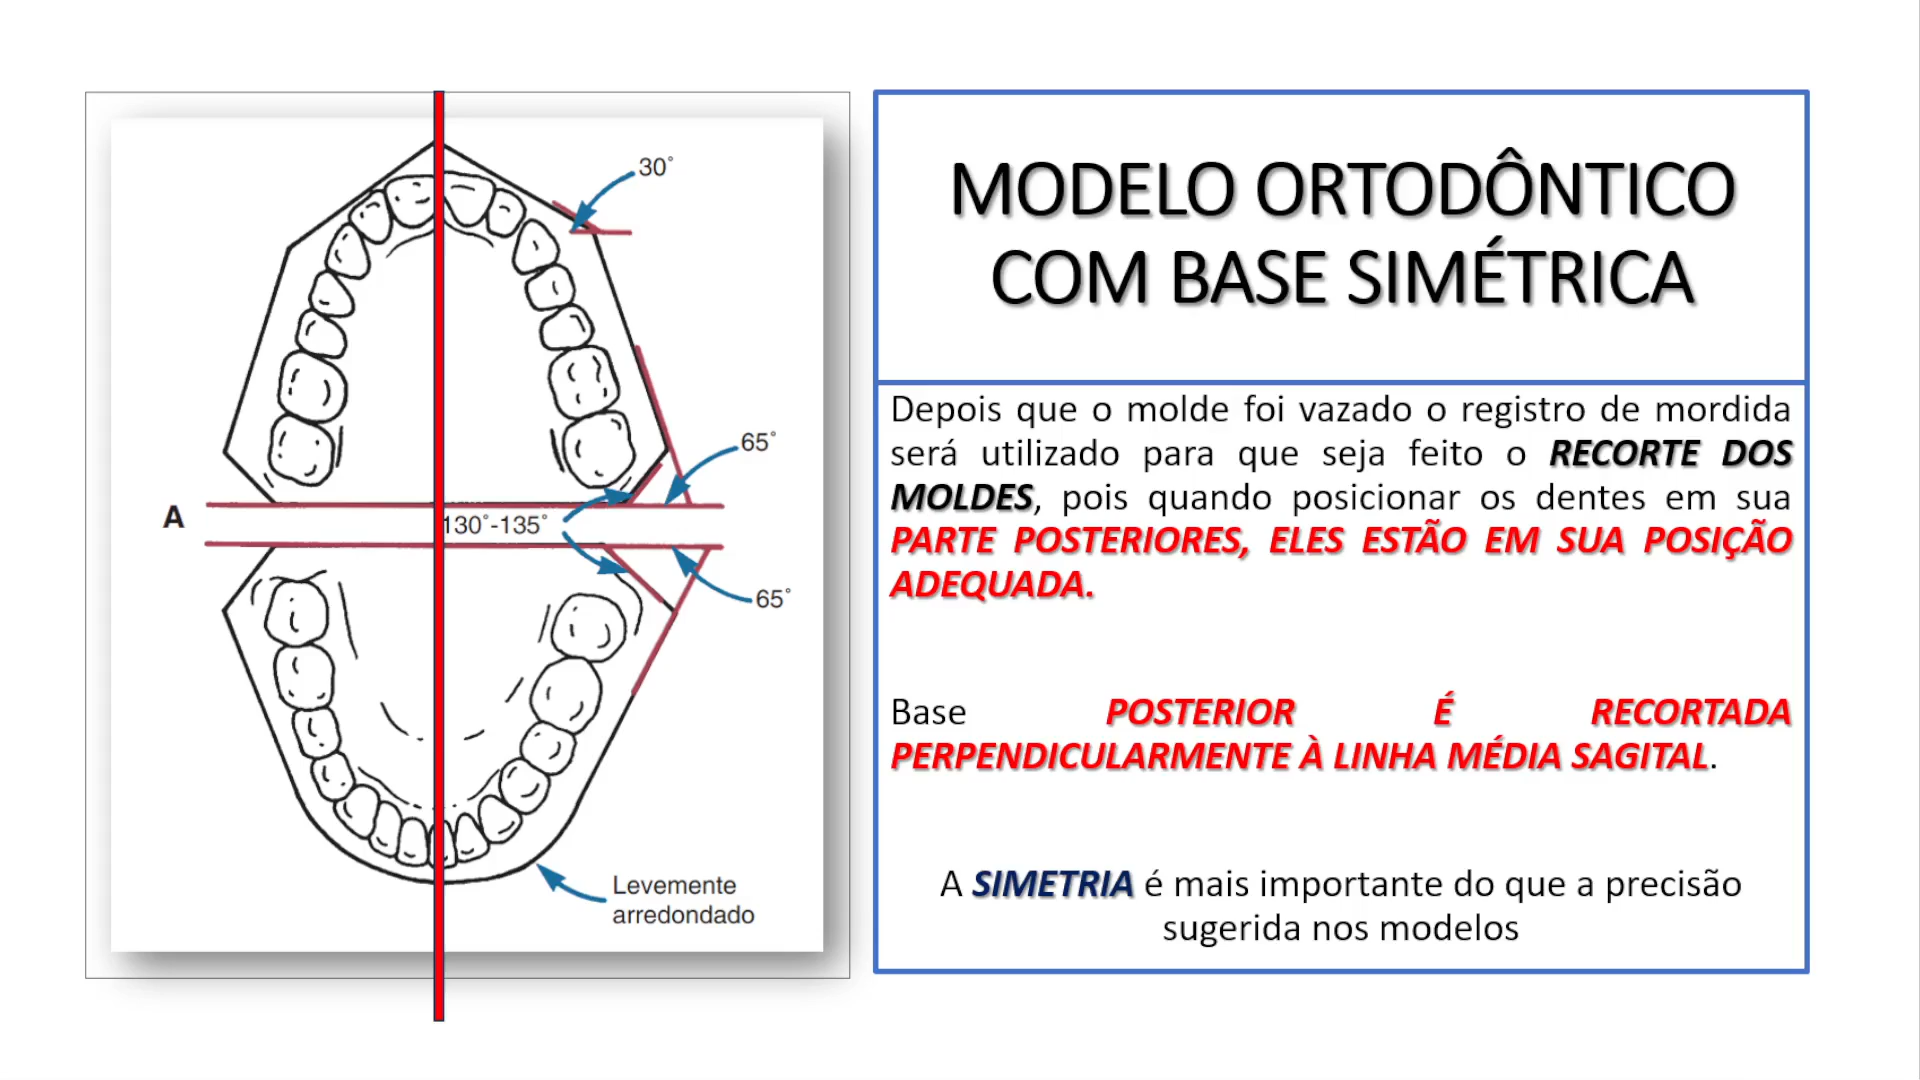 30°
65°
A
130°-135°
65°
Levemente
arredondado
MODELO ORTODÔNTICO
COM BASE SIMÉTRICA
Depois que o molde foi vazado o registro de mordida
será utilizado para que seja feito o RECORTE DOS
MOLDES, pois quando posicionar os dentes em sua
PARTE POSTERIORES, ELES ESTÃO EM SUA POSIÇÃO
ADEQUADA.
Base POSTERIOR É RECORTADA
PERPENDICULARMENTE À LINHA MÉDIA SAGITAL.
A SIMETRIA é mais importante do que a precisão
sugerida nos modelos